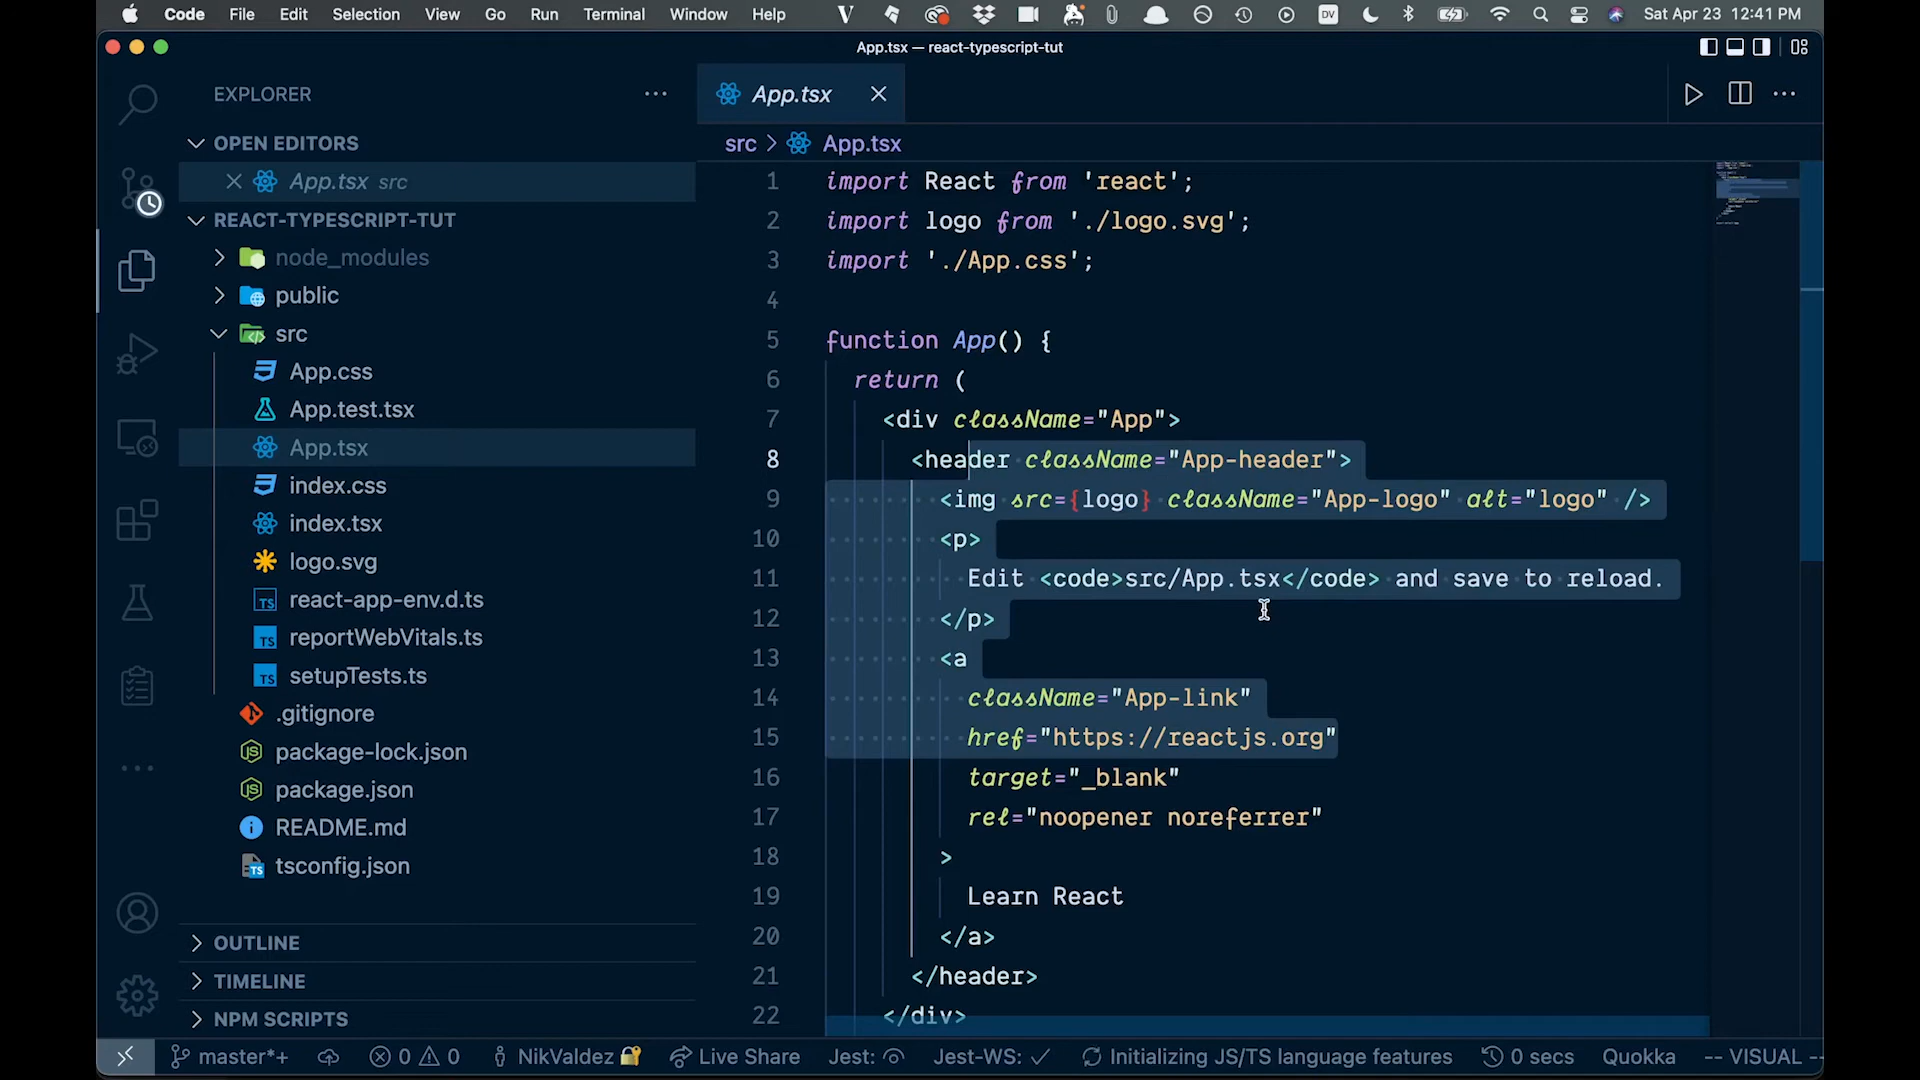 Code File Edit Selection View Go Run Terminal Window Help DV Sat Apr 23 12:41 PM
App.tsx — react-typescript-tut
EXPLORER
App.tsx
OPEN EDITORS
App.tsx src
src > App.tsx
REACT-TYPESCRIPT-TUT
node_modules
public
src
App.css
App.test.tsx
App.tsx
index.css
index.tsx
logo.svg
TS react-app-env.d.ts
TS reportWebVitals.ts
TS setupTests.ts
.gitignore
JS package-lock.json
JS package.json
README.md
TS tsconfig.json
OUTLINE
TIMELINE
NPM SCRIPTS
1 import React from 'react';
2 import logo from './logo.svg';
3 import './App.css';
4
5 function App() {
6 return (
7 <div className="App">
8 <header className="App-header">
9 <img src={logo} className="App-logo" alt="logo" />
10 <p>
11 Edit <code>src/App.tsx</code> and save to reload.
12 </p>
13 <a
14 className="App-link"
15 href="https://reactjs.org"
16 target="_blank"
17 rel="noopener noreferrer"
18 >
19 Learn React
20 </a>
21 </header>
22 </div>
master*+ 0 0 NikValdez Live Share Jest: Jest-WS: Initializing JS/TS language features 0 secs Quokka -- VISUAL --